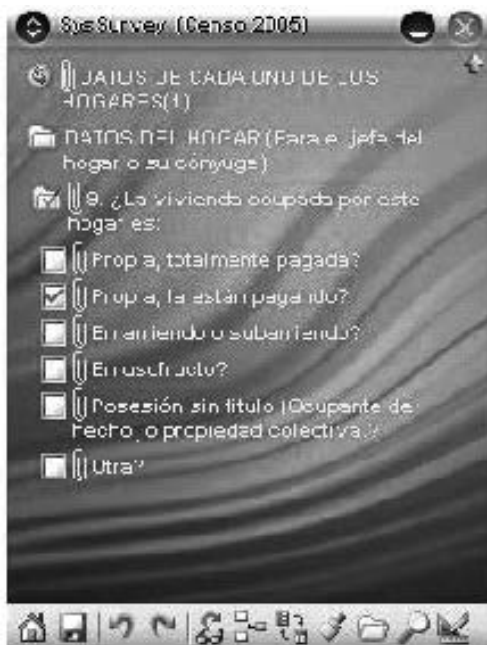 SysSurvey (Censo 2005)
DATOS DE CADA UNO DE LOS
HOGARES(1)
DATOS DEL HOGAR (Para el jefe del
hogar o su cónyuge)
9. ¿La vivienda ocupada por este
hogar es:
Propia, totalmente pagada?
Propia, la están pagando?
En arriendo o subarriendo?
En usufructo?
Posesión sin título (Ocupante de
hecho) o propiedad colectiva?
Otra?